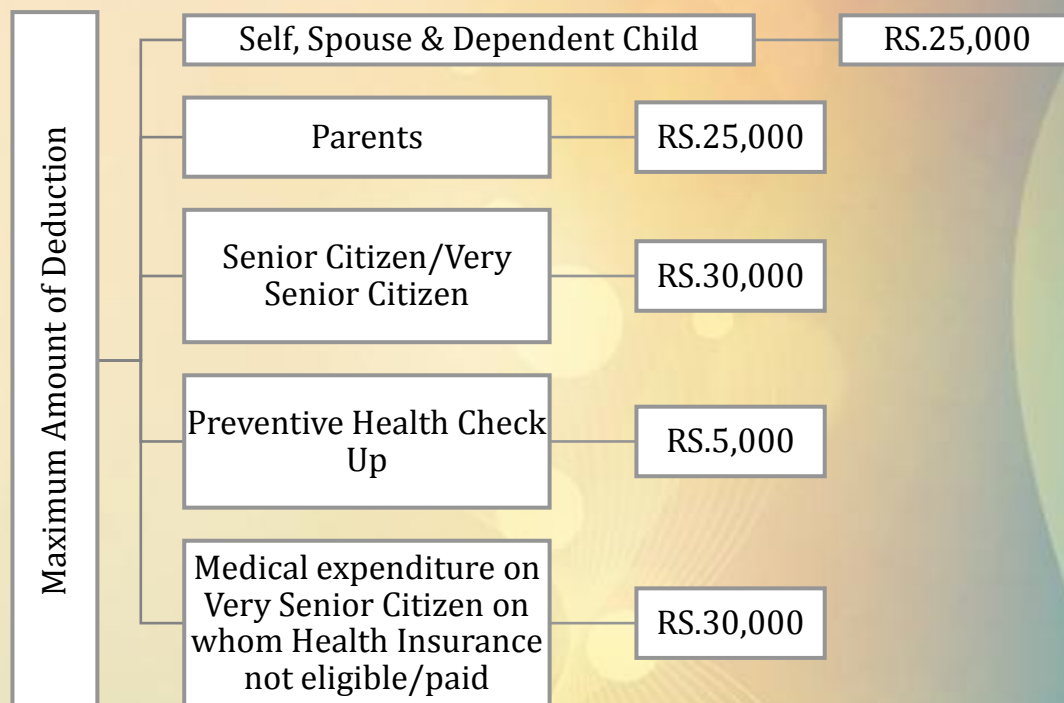 Maximum Amount of Deduction
Self, Spouse & Dependent Child
RS.25,000
Parents
RS.25,000
Senior Citizen/Very
Senior Citizen
RS.30,000
Preventive Health Check
Up
RS.5,000
Medical expenditure on
Very Senior Citizen on
whom Health Insurance
not eligible/paid
RS.30,000